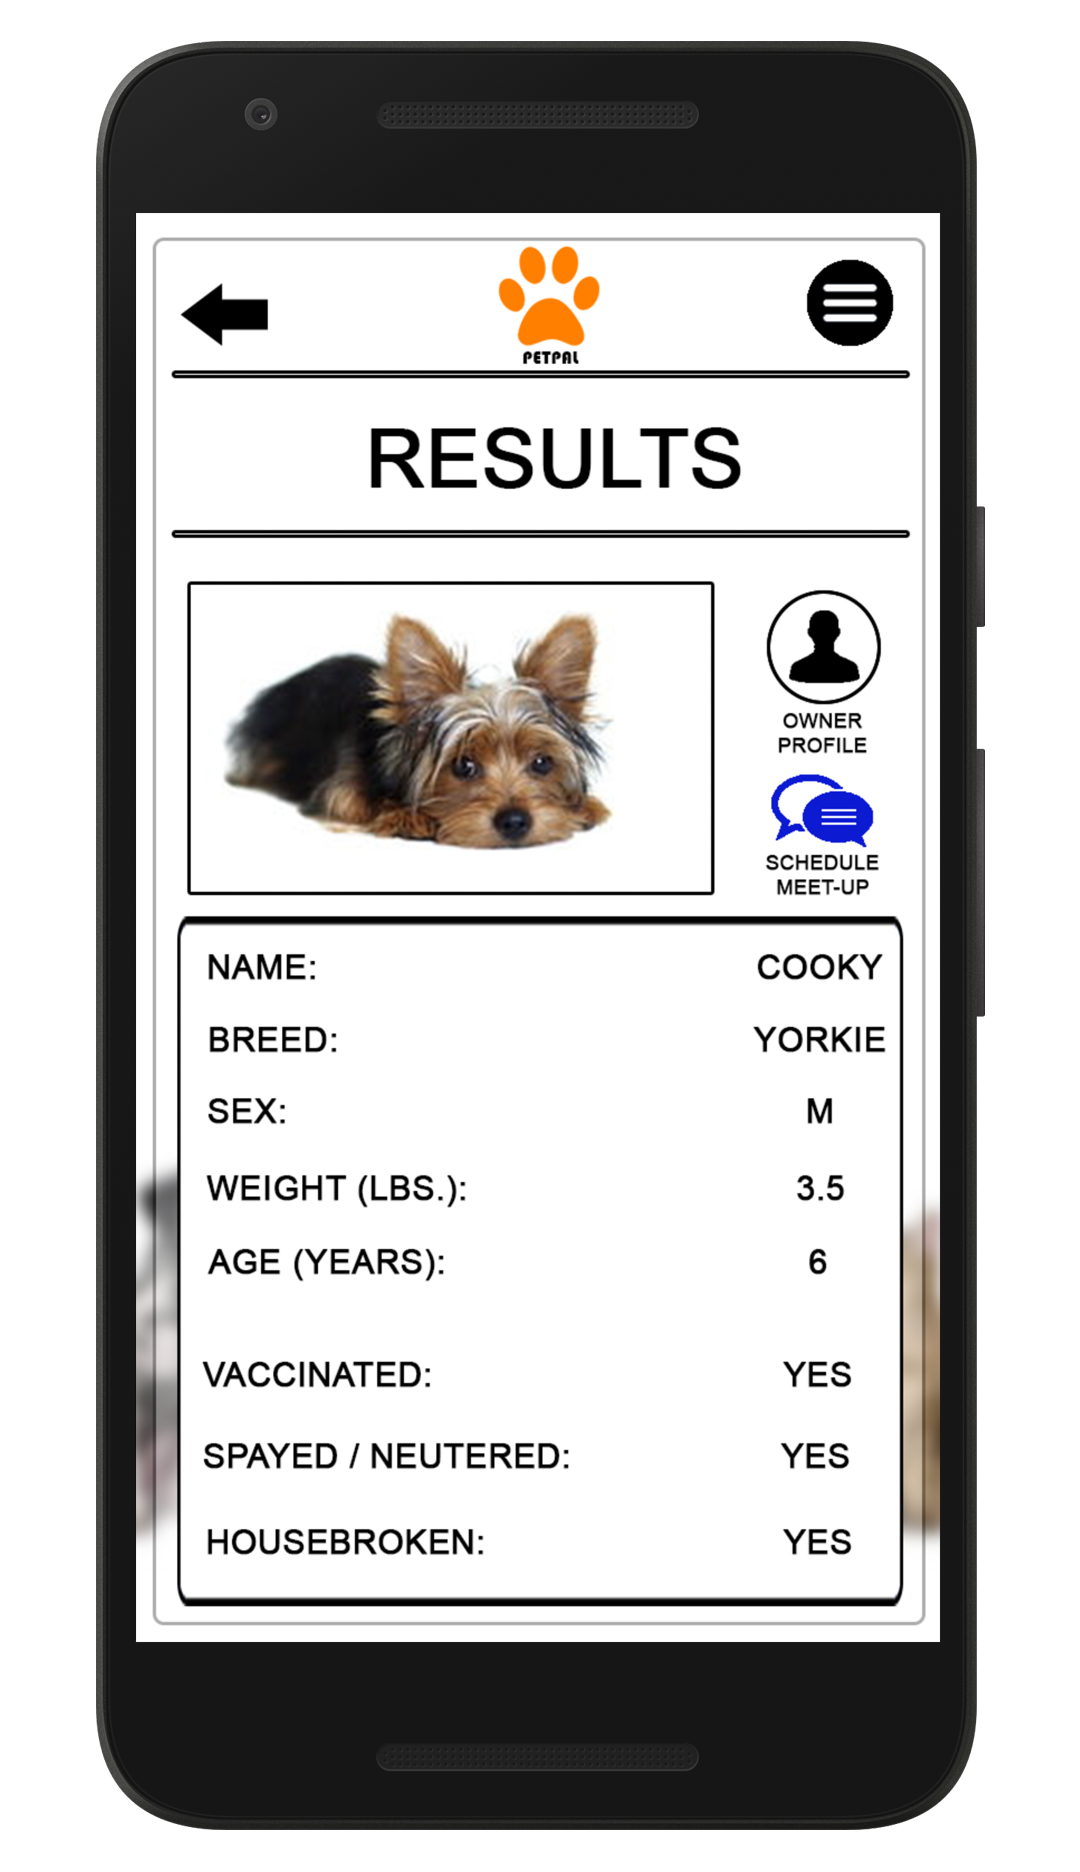 PETPAL
RESULTS
OWNER
PROFILE
SCHEDULE
MEET-UP
NAME: COOKY
BREED: YORKIE
SEX: M
WEIGHT (LBS.): 3.5
AGE (YEARS): 6
VACCINATED: YES
SPAYED / NEUTERED: YES
HOUSEBROKEN: YES